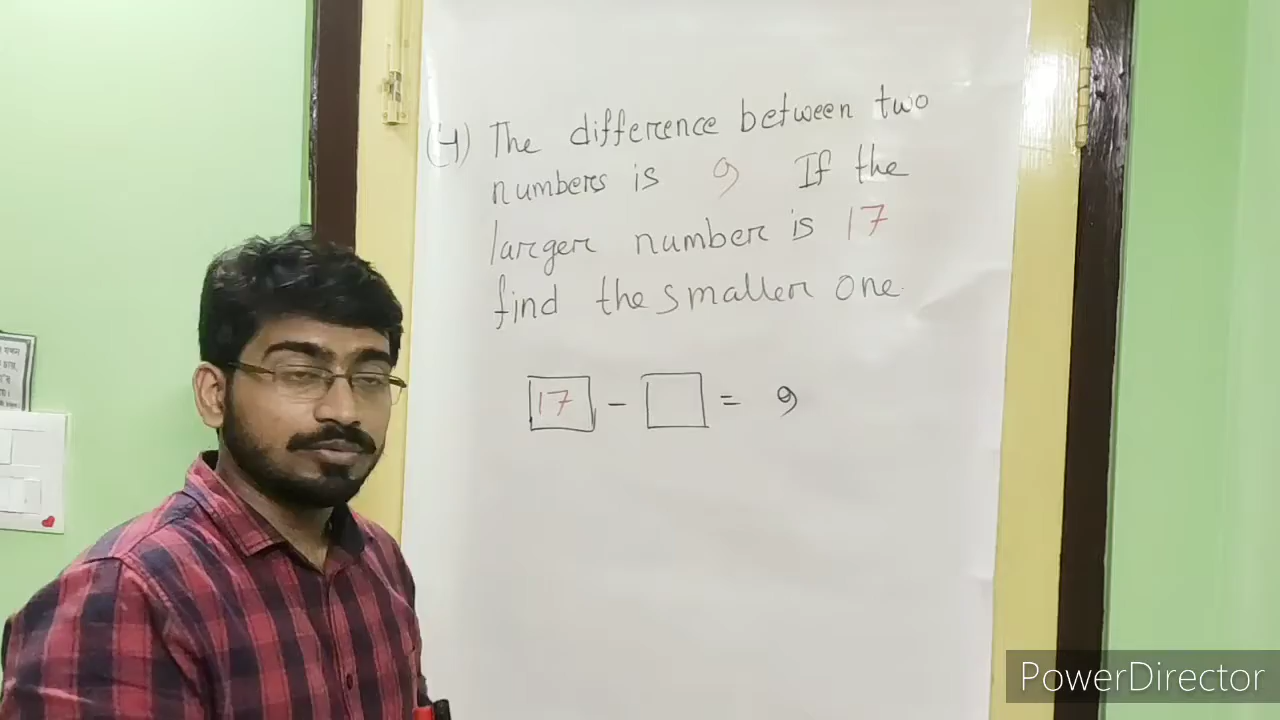 (4) The difference between two
numbers is 9 If the
larger number is 17
find the smaller one.
17 - = 9
PowerDirector